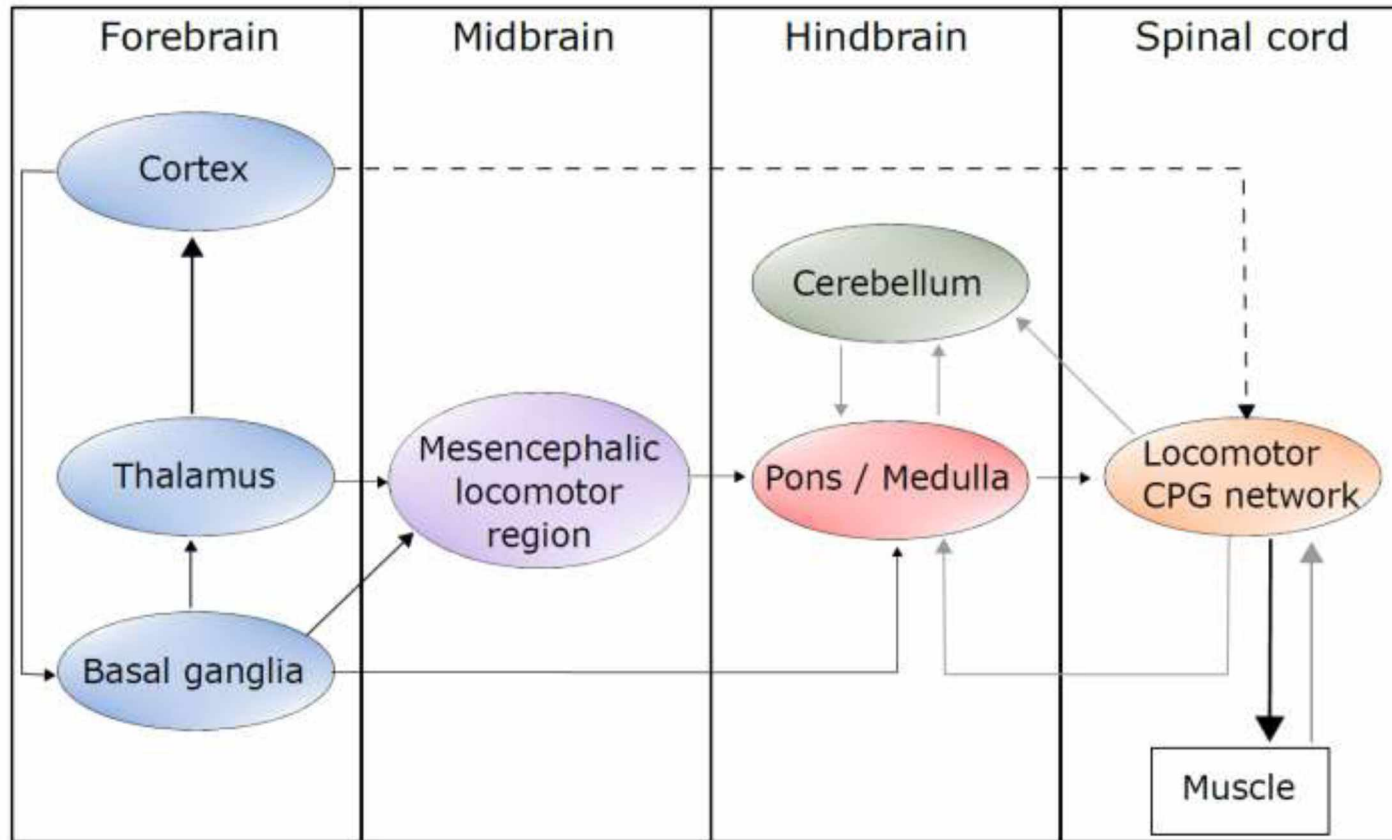 Forebrain
Midbrain
Hindbrain
Spinal cord
Cortex
Cerebellum
Thalamus
Mesencephalic
locomotor
region
Pons / Medulla
Locomotor
CPG network
Basal ganglia
Muscle